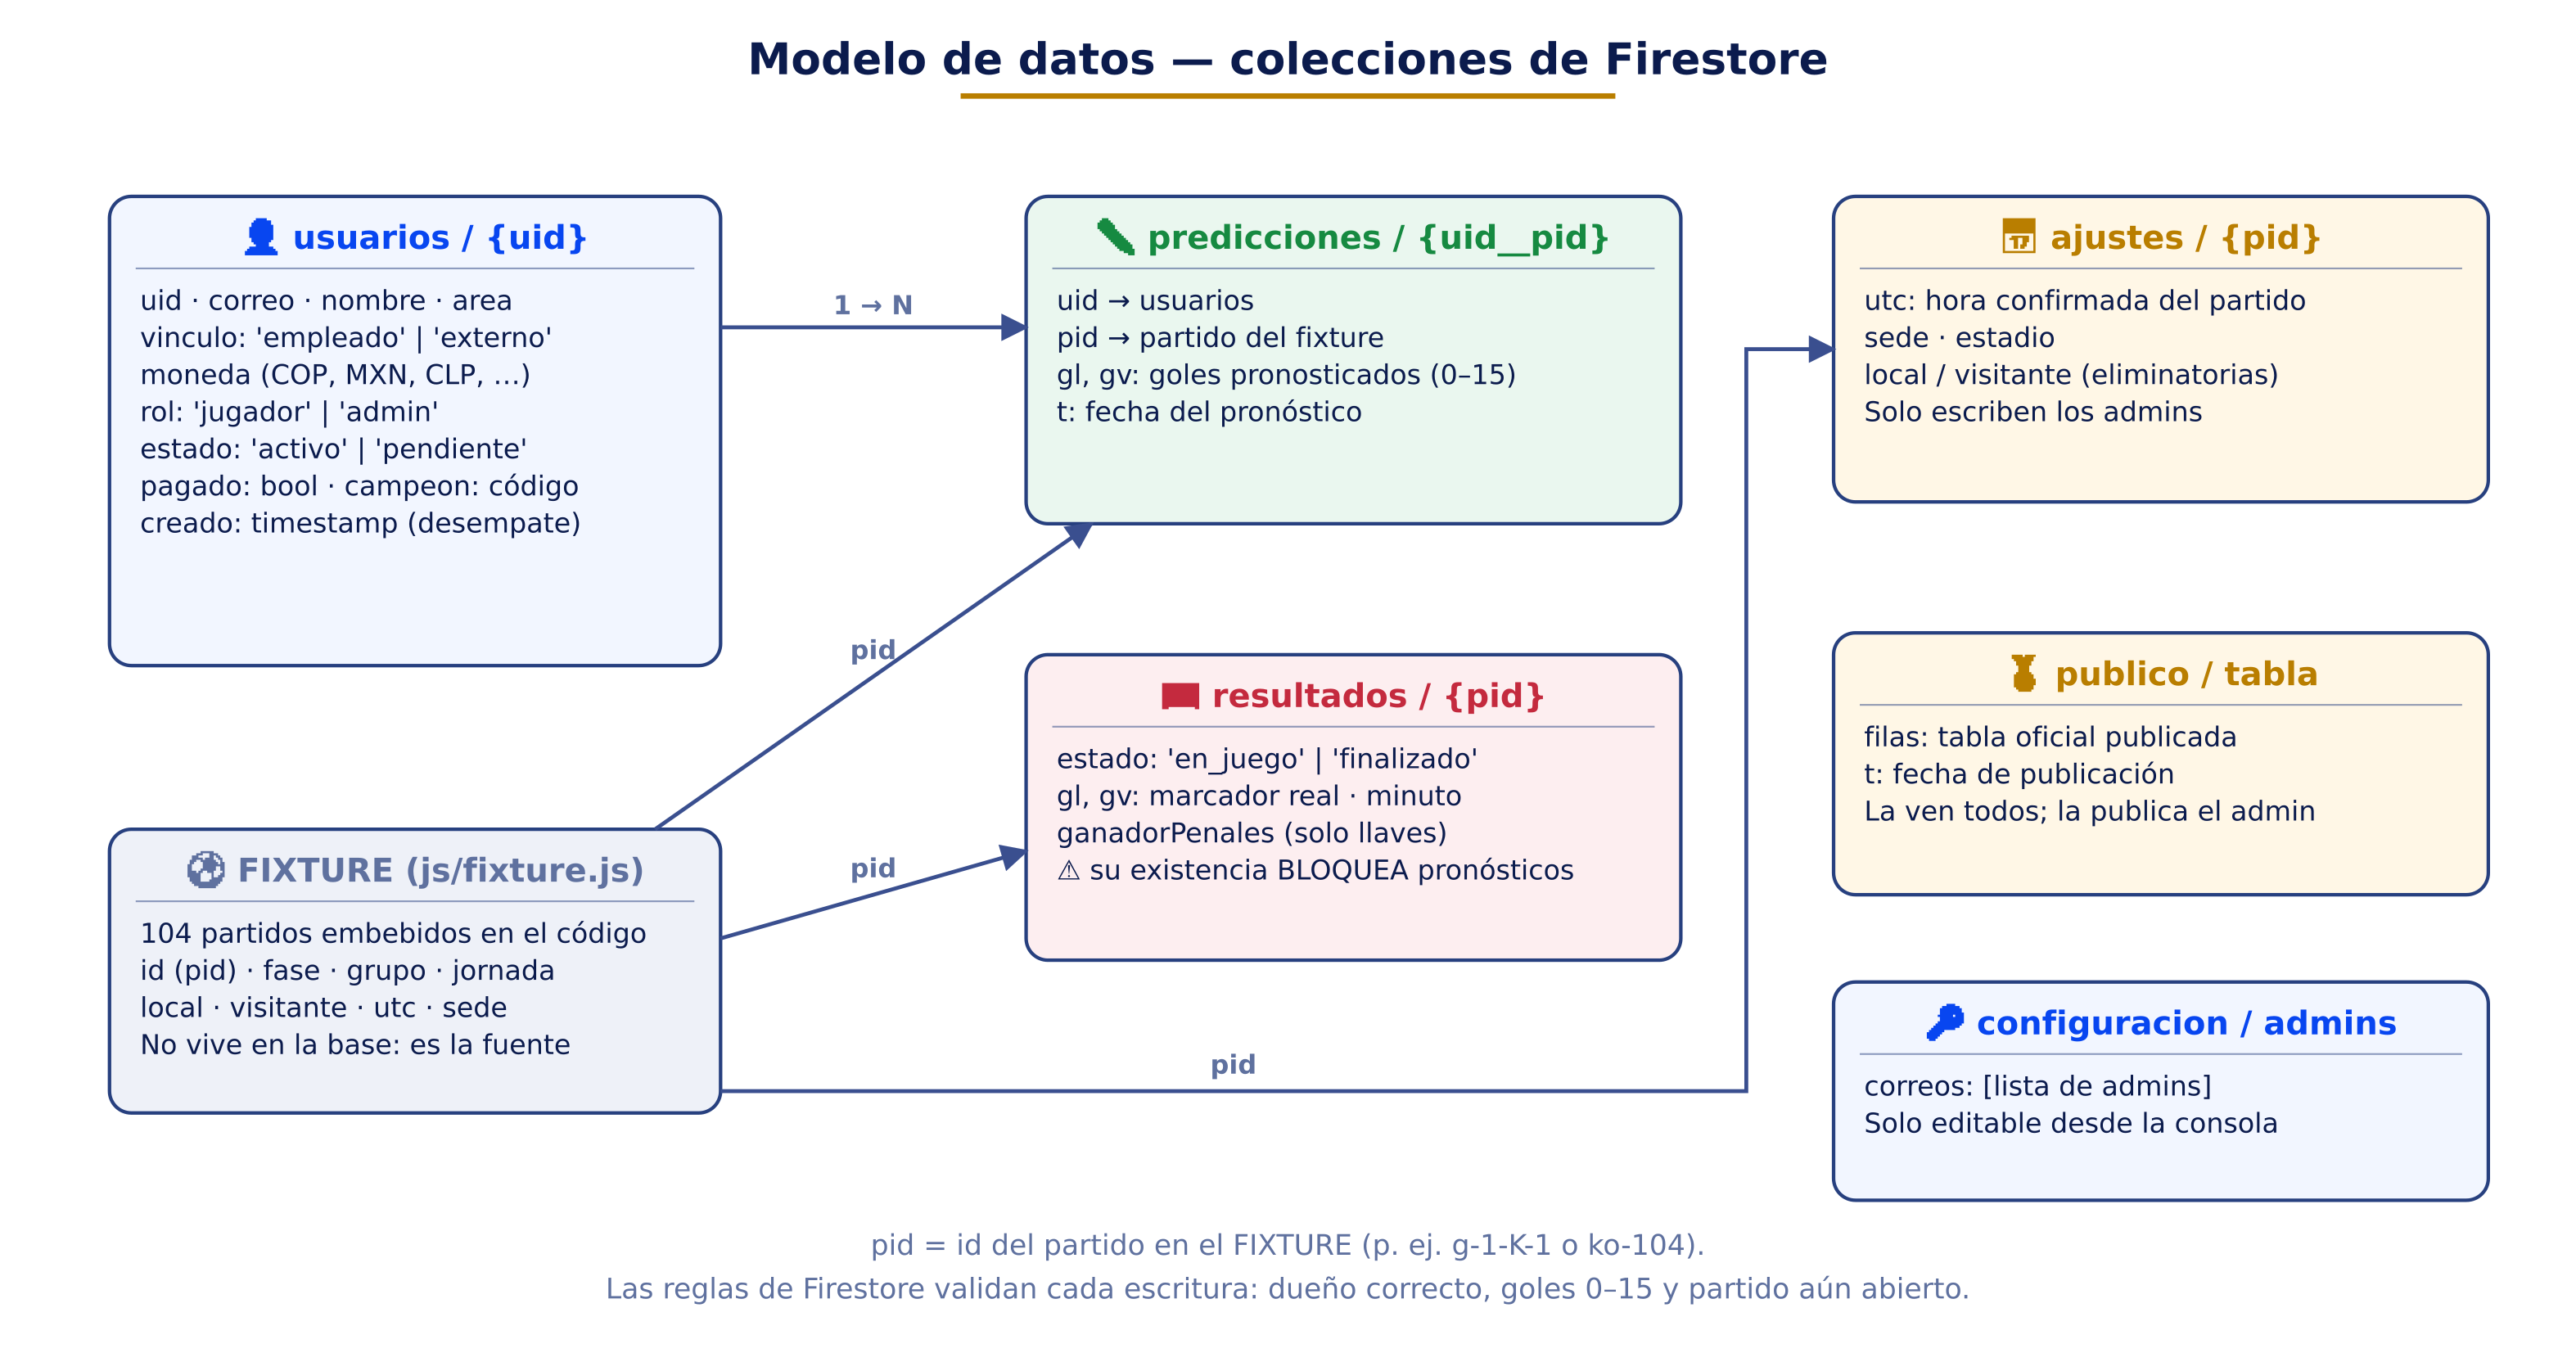 Modelo de datos — colecciones de Firestore
usuarios / {uid}
uid · correo · nombre · area
vinculo: 'empleado' | 'externo'
moneda (COP, MXN, CLP, ...)
rol: 'jugador' | 'admin'
estado: 'activo' | 'pendiente'
pagado: bool · campeon: código
creado: timestamp (desempate)
1 → N
predicciones / {uid__pid}
uid → usuarios
pid → partido del fixture
gl, gv: goles pronosticados (0–15)
t: fecha del pronóstico
ajustes / {pid}
utc: hora confirmada del partido
sede · estadio
local / visitante (eliminatorias)
Solo escriben los admins
pid
resultados / {pid}
estado: 'en_juego' | 'finalizado'
gl, gv: marcador real · minuto
ganadorPenales (solo llaves)
⚠ su existencia BLOQUEA pronósticos
publico / tabla
filas: tabla oficial publicada
t: fecha de publicación
La ven todos; la publica el admin
FIXTURE (js/fixture.js)
104 partidos embebidos en el código
id (pid) · fase · grupo · jornada
local · visitante · utc · sede
No vive en la base: es la fuente
pid
pid
configuracion / admins
correos: [lista de admins]
Solo editable desde la consola
pid = id del partido en el FIXTURE (p. ej. g-1-K-1 o ko-104).
Las reglas de Firestore validan cada escritura: dueño correcto, goles 0–15 y partido aún abierto.